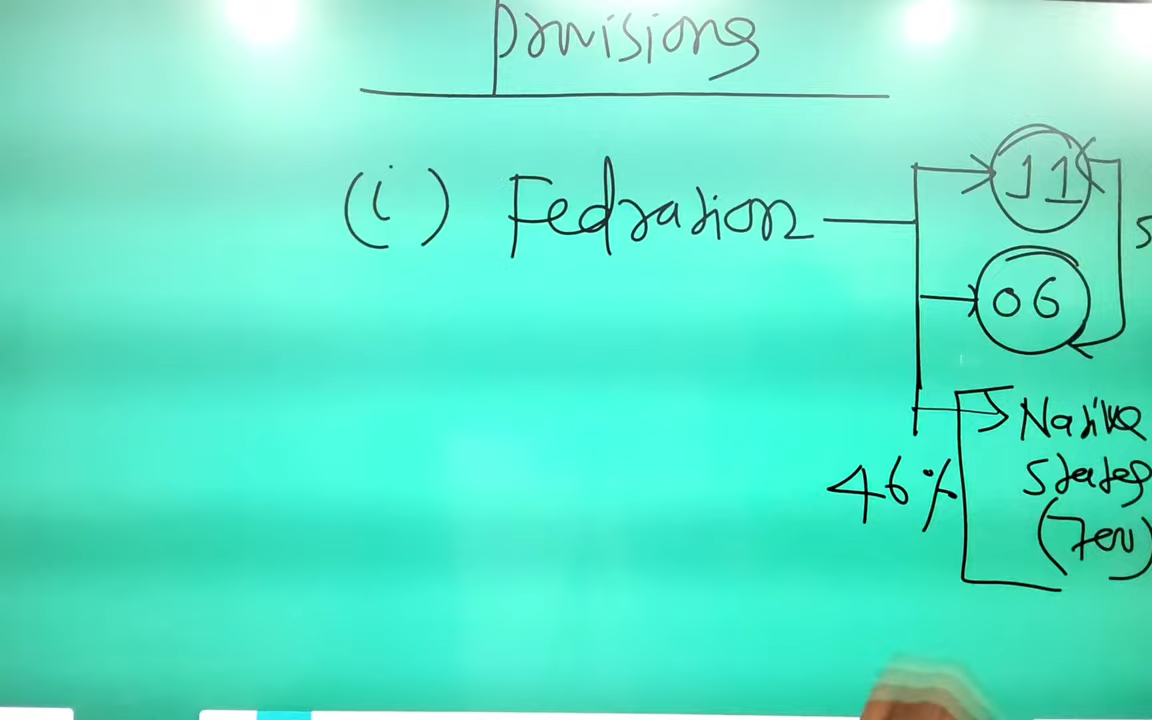 Provisions
(i) Fedration
11
06
Native
States
46%